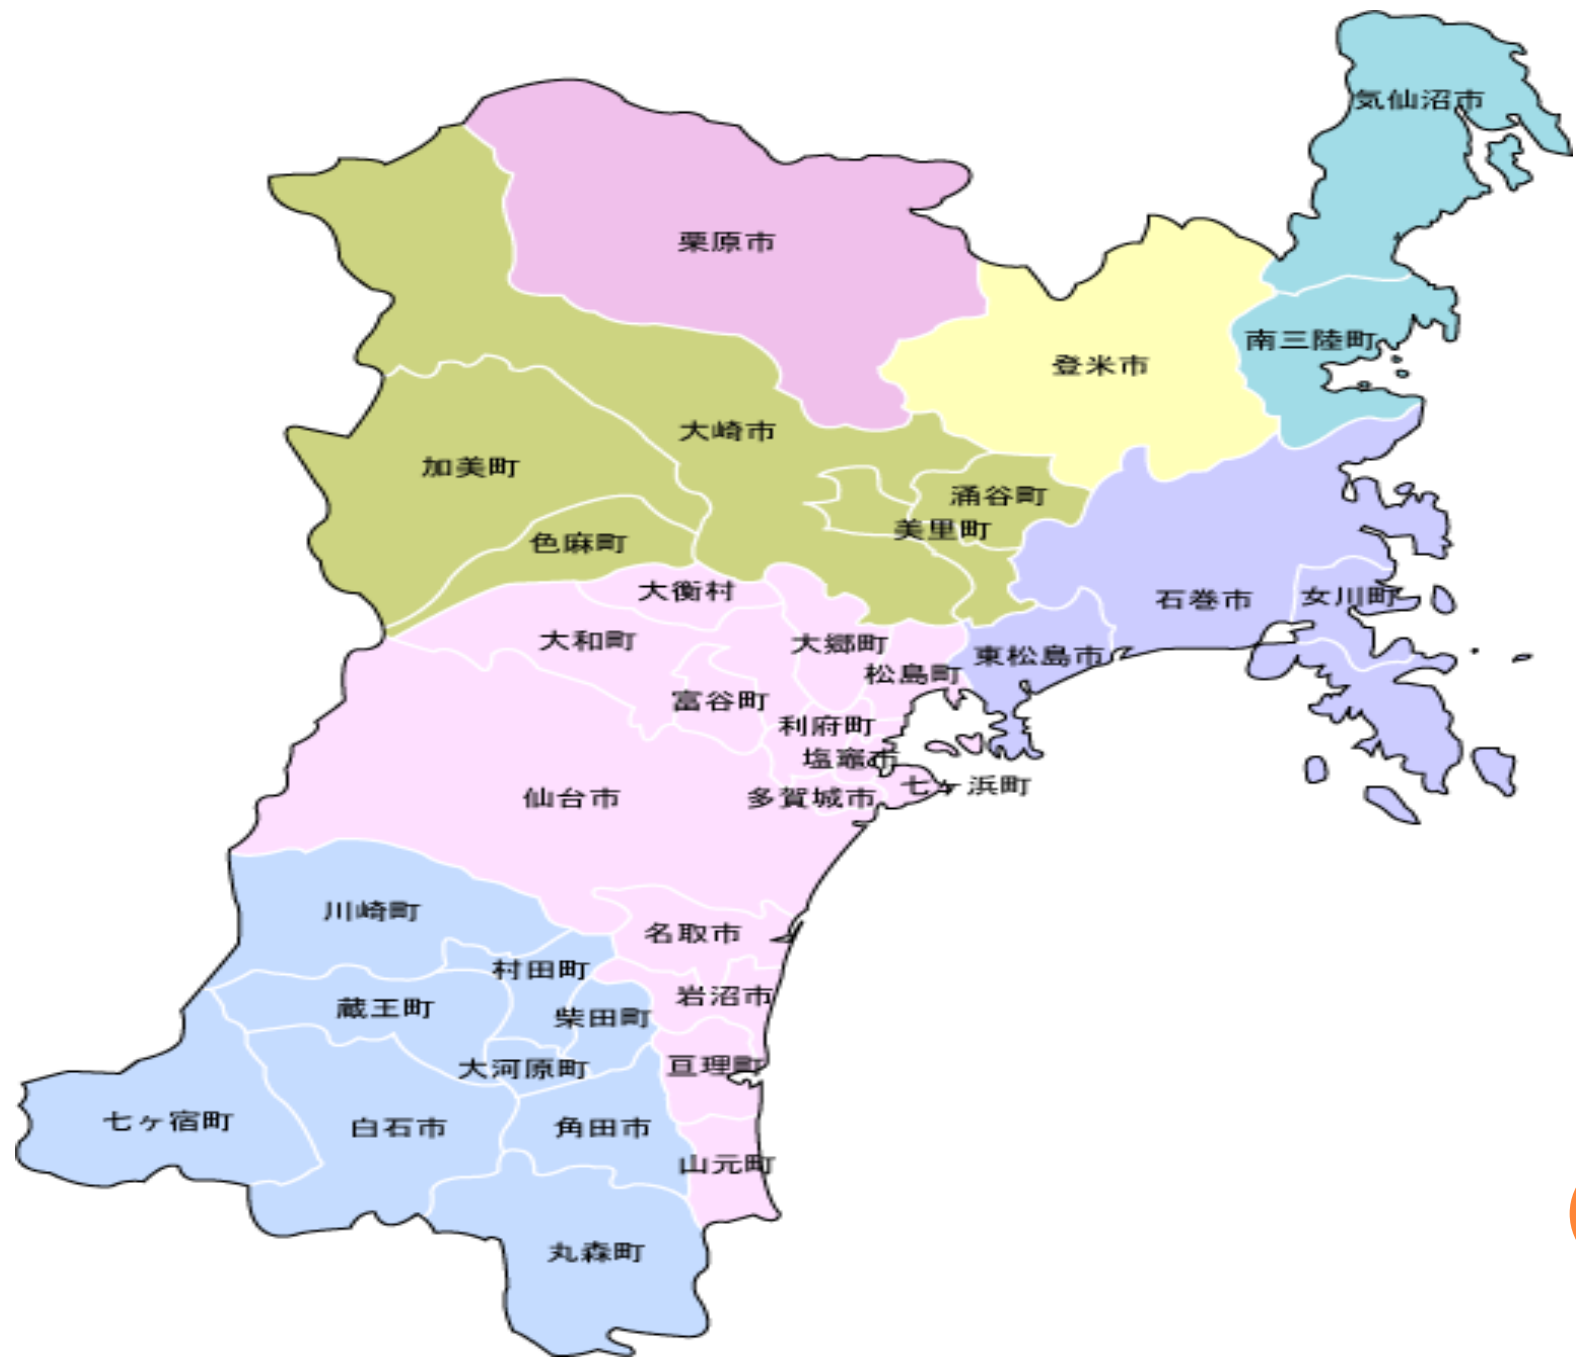 気仙沼市
栗原市
南三陸町
登米市
大崎市
加美町
涌谷町
美里町
色麻町
大衡村
女川町
石巻市
大和町
大郷町
東松島市
松島町
富谷町
利府町
塩竈市
七ヶ浜町
仙台市
多賀城市
川崎町
名取市
村田町
岩沼市
蔵王町
柴田町
亘理町
大河原町
七ヶ宿町
白石市
角田市
山元町
丸森町